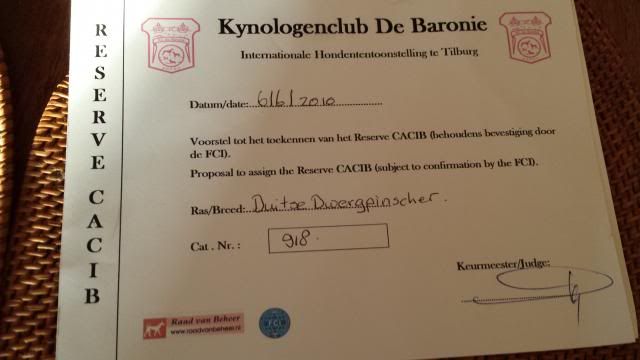 RESERVE CACIB
Kynologenclub De Baronie
Internationale Hondententoonstelling te Tilburg
Datum/date:..6/6/2010...............
Voorstel tot het toekennen van het Reserve CACIB (behoudens bevestiging door
de FCI).
Proposal to assign the Reserve CACIB (subject to confirmation by the FCI).
Ras/Breed:..Duitse Dwergpinscher.
Cat . Nr. : 918.
Keurmeester/Judge:
Raad van Beheer
www.raadvanbeheer.nl
FCI